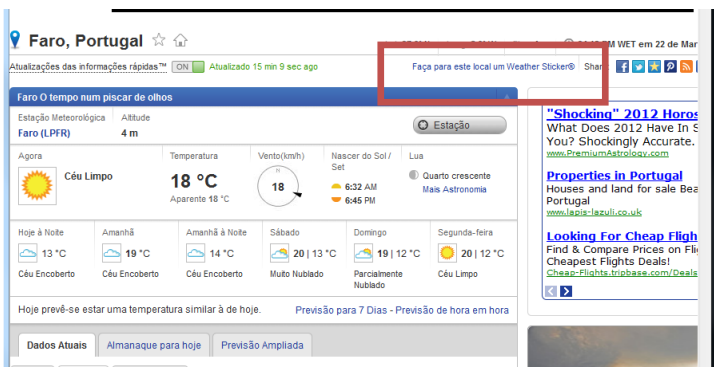 Faro, Portugal
WET em 22 de Mar
Atualizações das informações rápidas™ ON Atualizado 15 min 9 sec ago
Faça para este local um Weather Sticker®
Faro O tempo num piscar de olhos
Estação Meteorológica Altitude
Faro (LPFR) 4 m
Estação
Agora Temperatura Vento(km/h) Nascer do Sol / Set Lua
Céu Limpo 18 °C 18 Quarto crescente
Aparente 18 °C 6:32 AM Mais Astronomia
6:45 PM
Hoje à Noite Amanhã Amanhã à Noite Sábado Domingo Segunda-feira
13 °C 19 °C 14 °C 20 | 13 °C 19 | 12 °C 20 | 12 °C
Céu Encoberto Céu Encoberto Céu Encoberto Muito Nublado Parcialmente Nublado Céu Limpo
Hoje prevê-se estar uma temperatura similar à de hoje. Previsão para 7 Dias - Previsão de hora em hora
Dados Atuais Almanaque para hoje Previsão Ampliada
"Shocking" 2012 Horos
What Does 2012 Have In S
You? Shockingly Accurate.
www.PremiumAstrology.com
Properties in Portugal
Houses and land for sale Bea
Portugal
www.lapis-lazuli.co.uk
Looking For Cheap Fligh
Find & Compare Prices on Fli
Cheapest Flights Deals!
Cheap-Flights.tripbase.com/Deals